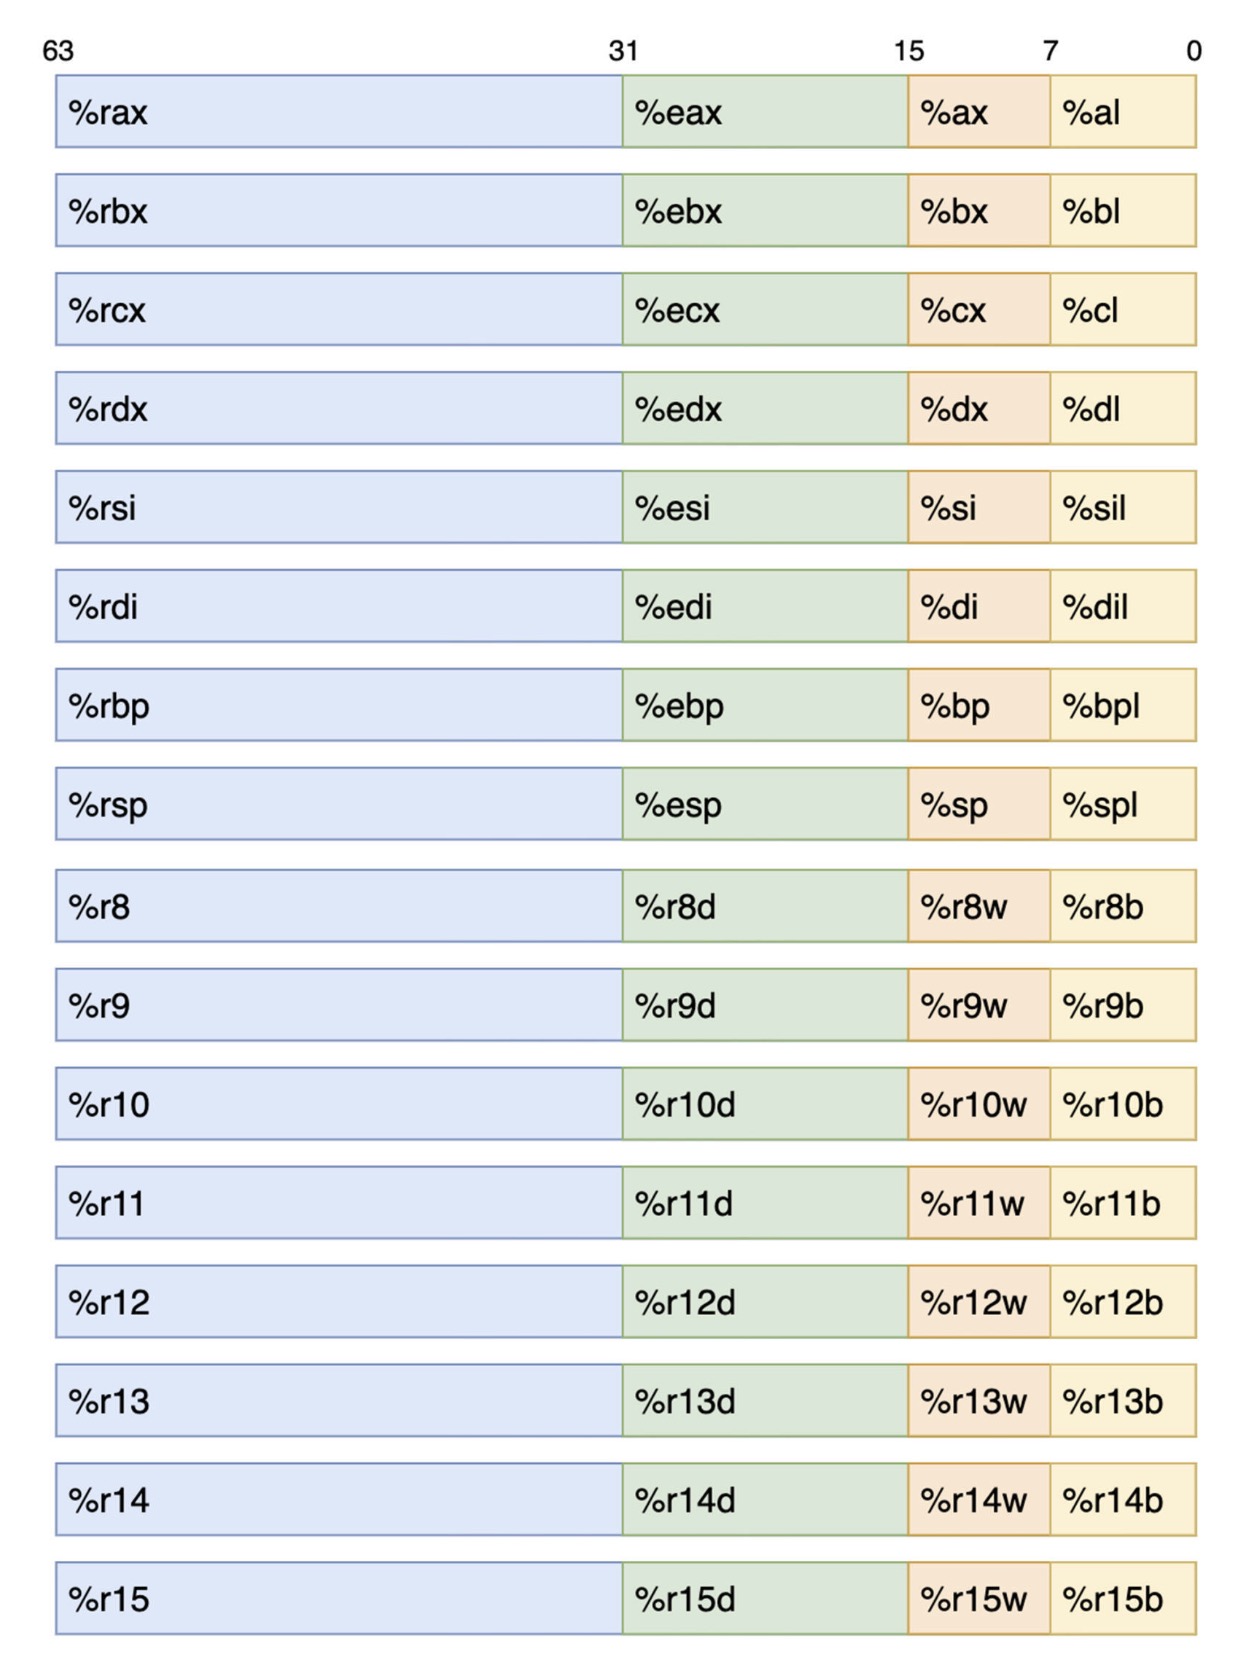 63 31 15 7 0
%rax %eax %ax %al
%rbx %ebx %bx %bl
%rcx %ecx %cx %cl
%rdx %edx %dx %dl
%rsi %esi %si %sil
%rdi %edi %di %dil
%rbp %ebp %bp %bpl
%rsp %esp %sp %spl
%r8 %r8d %r8w %r8b
%r9 %r9d %r9w %r9b
%r10 %r10d %r10w %r10b
%r11 %r11d %r11w %r11b
%r12 %r12d %r12w %r12b
%r13 %r13d %r13w %r13b
%r14 %r14d %r14w %r14b
%r15 %r15d %r15w %r15b